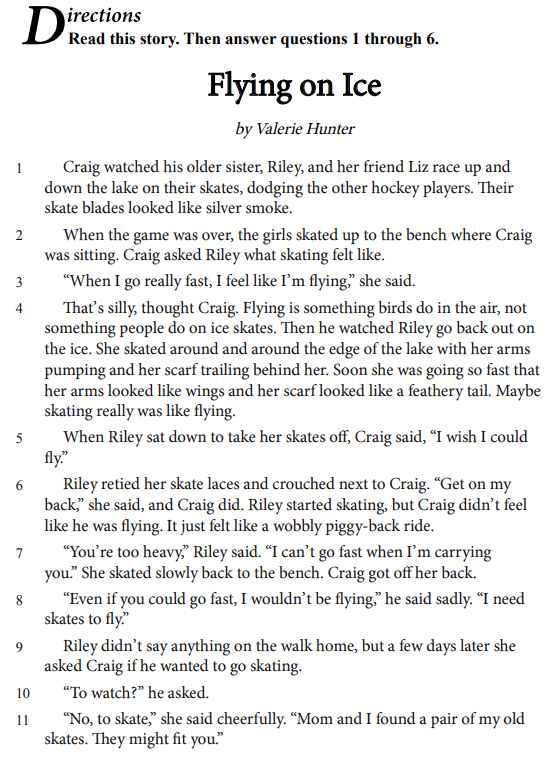 Directions
Read this story. Then answer questions 1 through 6.
Flying on Ice
by Valerie Hunter
1 Craig watched his older sister, Riley, and her friend Liz race up and
down the lake on their skates, dodging the other hockey players. Their
skate blades looked like silver smoke.
2 When the game was over, the girls skated up to the bench where Craig
was sitting. Craig asked Riley what skating felt like.
3 “When I go really fast, I feel like I’m flying,” she said.
4 That’s silly, thought Craig. Flying is something birds do in the air, not
something people do on ice skates. Then he watched Riley go back out on
the ice. She skated around and around the edge of the lake with her arms
pumping and her scarf trailing behind her. Soon she was going so fast that
her arms looked like wings and her scarf looked like a feathery tail. Maybe
skating really was like flying.
5 When Riley sat down to take her skates off, Craig said, “I wish I could
fly.”
6 Riley retied her skate laces and crouched next to Craig. “Get on my
back,” she said, and Craig did. Riley started skating, but Craig didn’t feel
like he was flying. It just felt like a wobbly piggy-back ride.
7 “You’re too heavy,” Riley said. “I can’t go fast when I’m carrying
you.” She skated slowly back to the bench. Craig got off her back.
8 “Even if you could go fast, I wouldn’t be flying,” he said sadly. “I need
skates to fly.”
9 Riley didn’t say anything on the walk home, but a few days later she
asked Craig if he wanted to go skating.
10 “To watch?” he asked.
11 “No, to skate,” she said cheerfully. “Mom and I found a pair of my old
skates. They might fit you.”